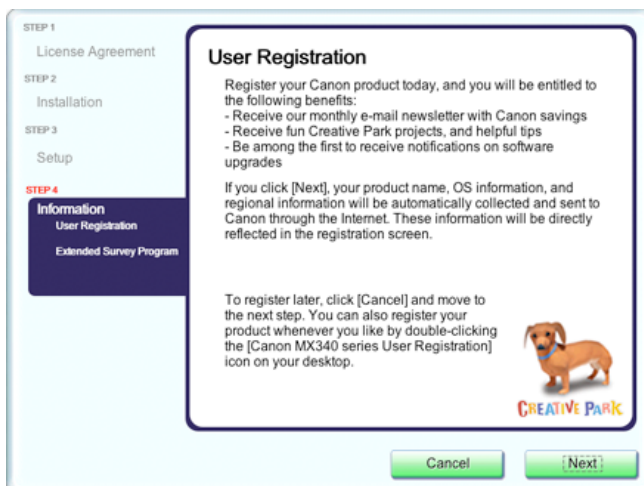 STEP 1
License Agreement
STEP 2
Installation
STEP 3
Setup
STEP 4
Information
User Registration
Extended Survey Program
User Registration
Register your Canon product today, and you will be entitled to
the following benefits:
- Receive our monthly e-mail newsletter with Canon savings
- Receive fun Creative Park projects, and helpful tips
- Be among the first to receive notifications on software
upgrades
If you click [Next], your product name, OS information, and
regional information will be automatically collected and sent to
Canon through the Internet. These information will be directly
reflected in the registration screen.
To register later, click [Cancel] and move to
the next step. You can also register your
product whenever you like by double-clicking
the [Canon MX340 series User Registration]
icon on your desktop.
CREATIVE PARK
Cancel
Next